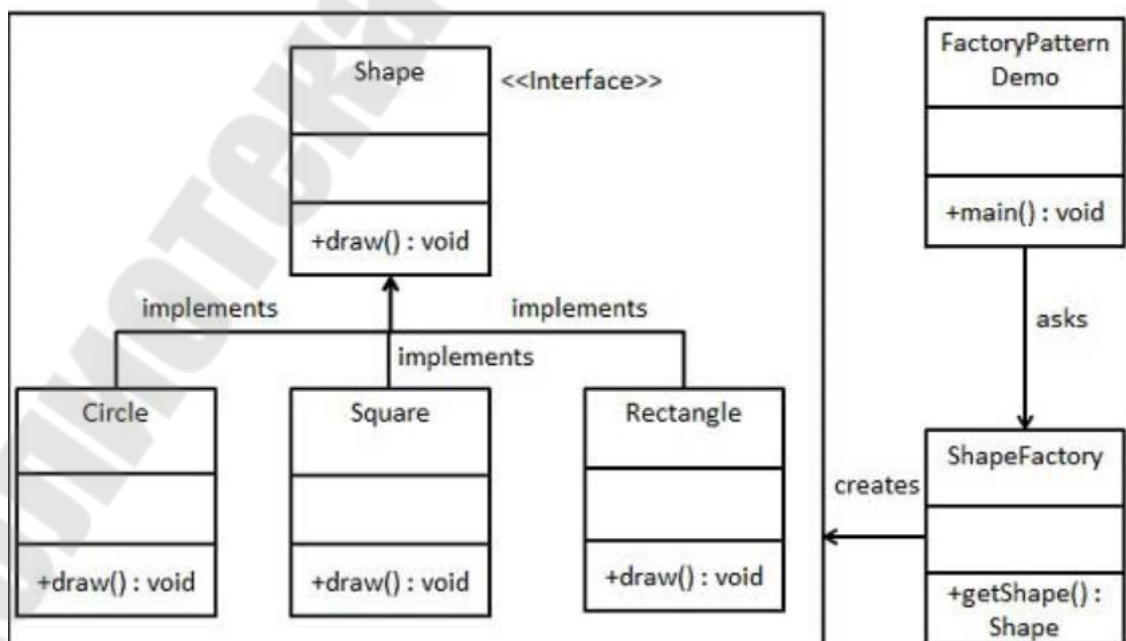 Shape
<<Interface>>
+draw() : void
implements
implements
implements
Circle
+draw() : void
Square
+draw() : void
Rectangle
+draw() : void
FactoryPattern
Demo
+main() : void
asks
ShapeFactory
+getShape() :
Shape
creates